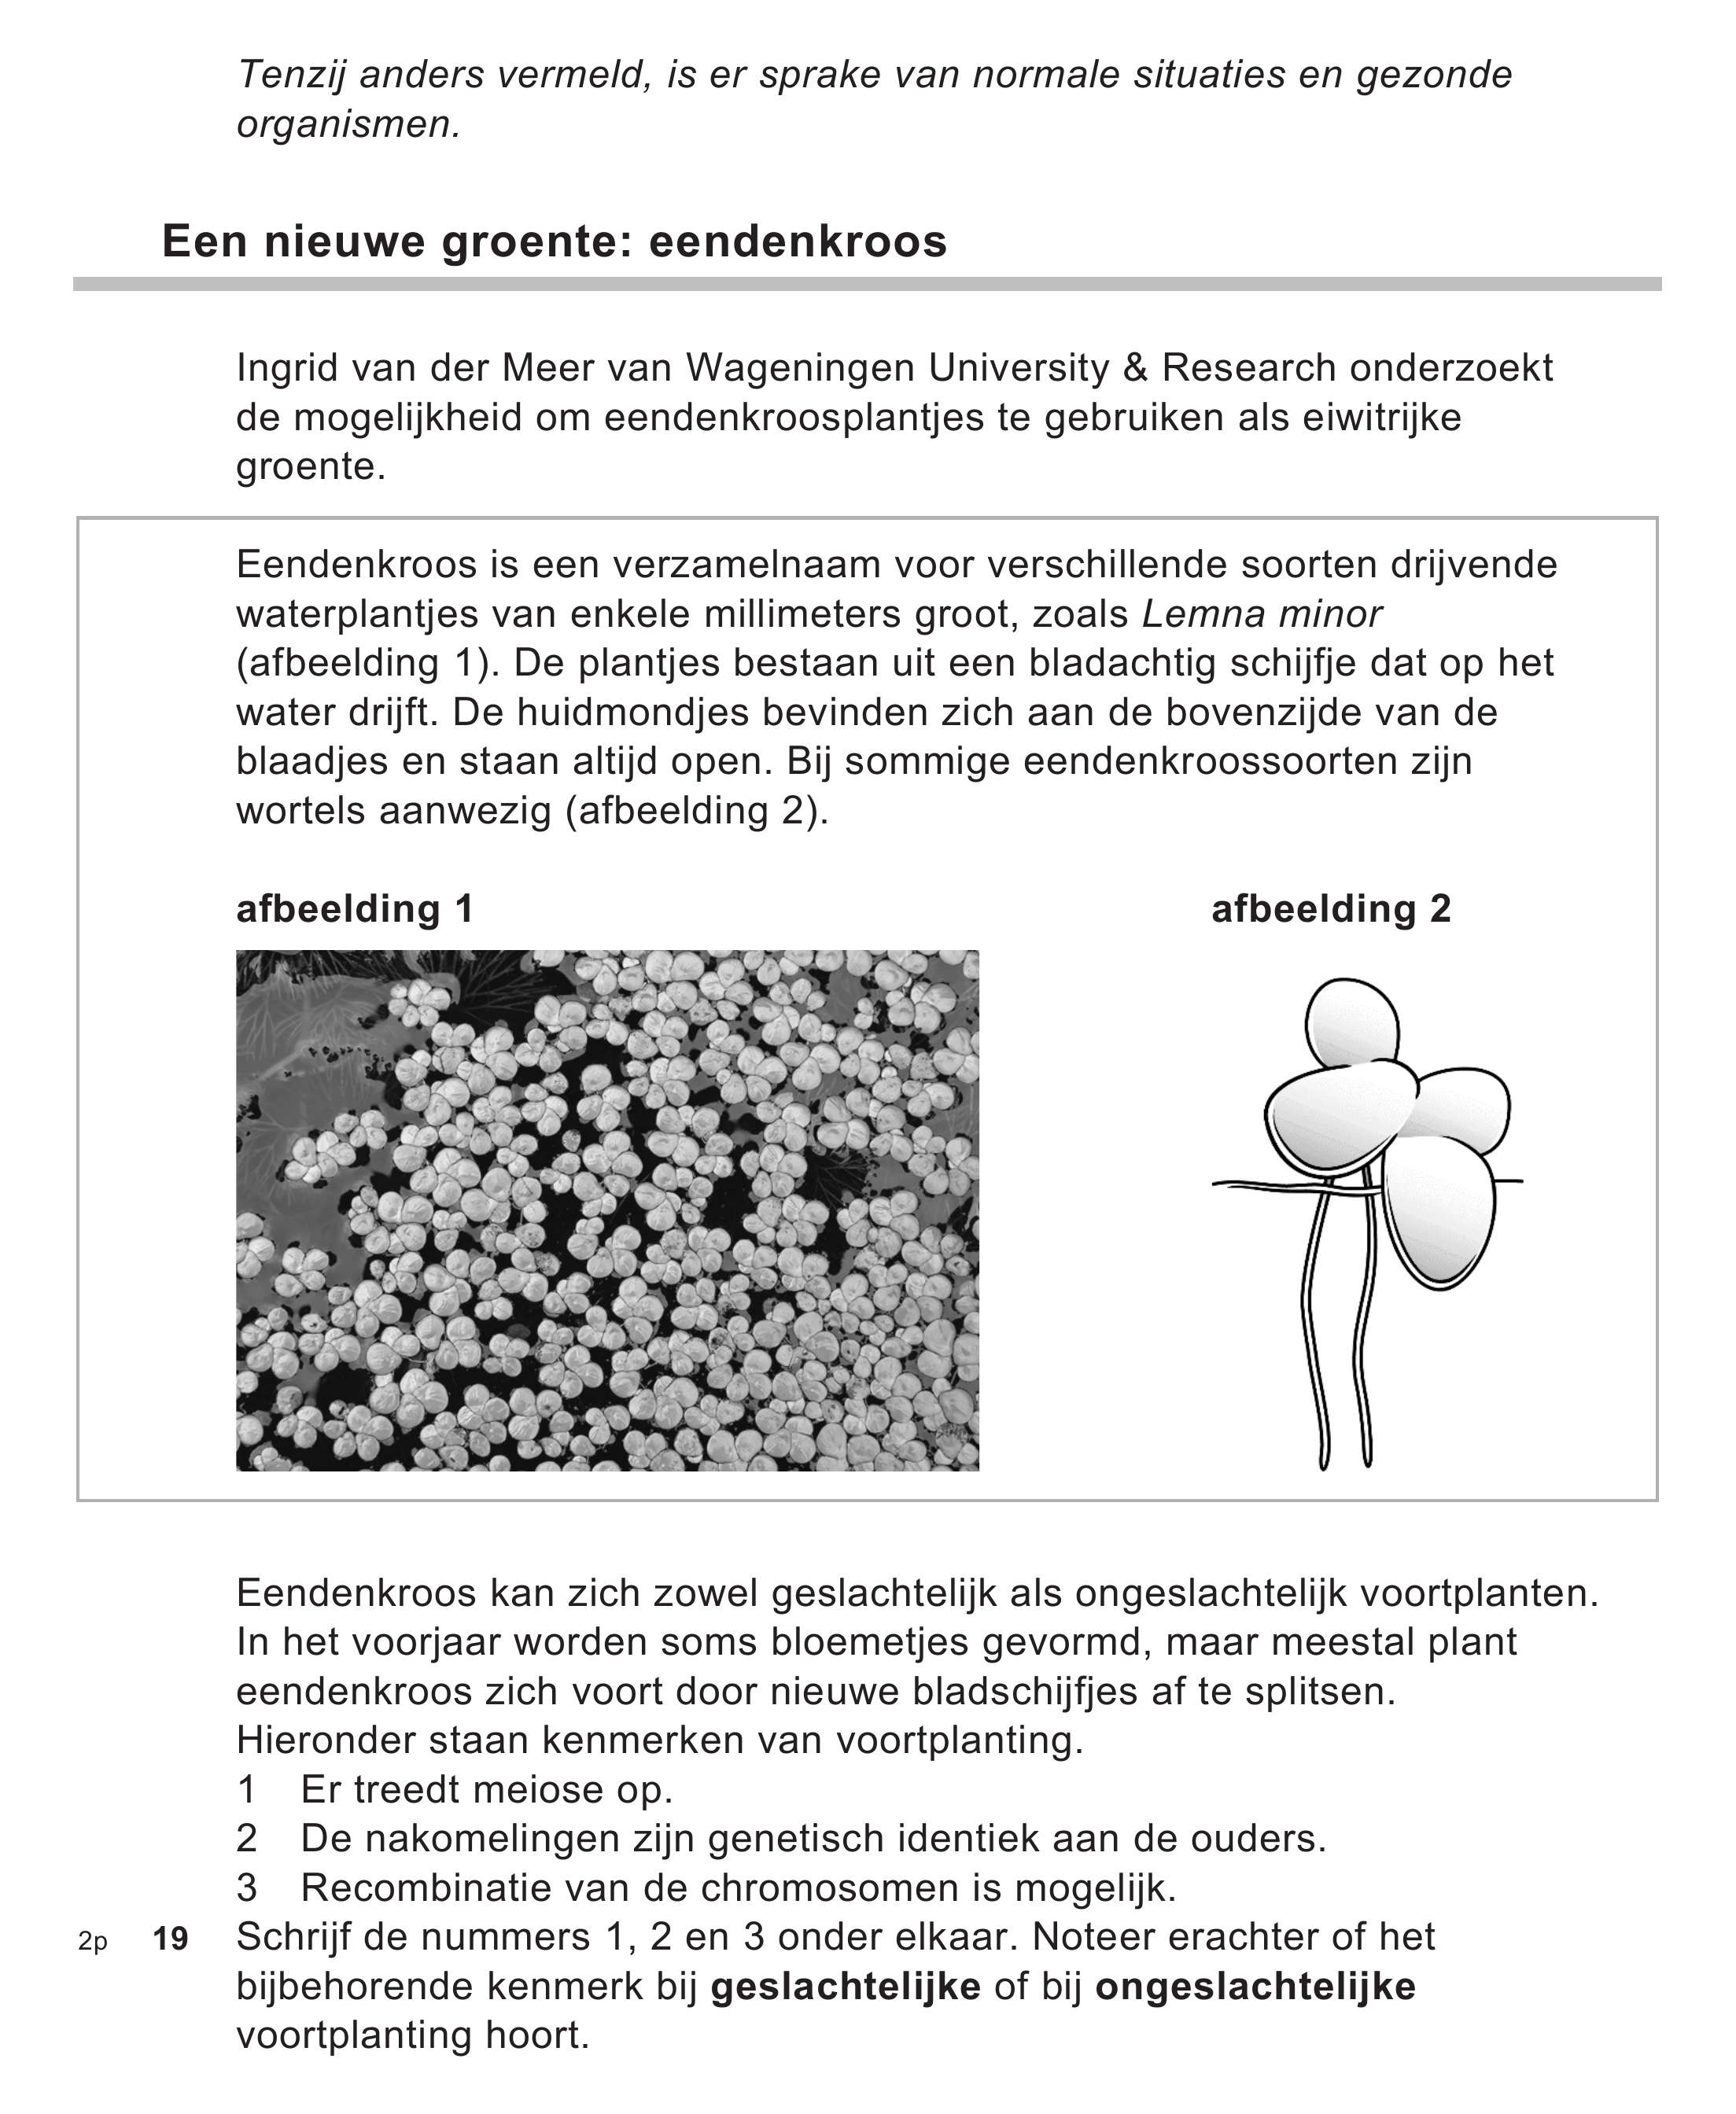 Tenzij anders vermeld, is er sprake van normale situaties en gezonde
organismen.
Een nieuwe groente: eendenkroos
Ingrid van der Meer van Wageningen University & Research onderzoekt
de mogelijkheid om eendenkroosplantjes te gebruiken als eiwitrijke
groente.
Eendenkroos is een verzamelnaam voor verschillende soorten drijvende
waterplantjes van enkele millimeters groot, zoals Lemna minor
(afbeelding 1). De plantjes bestaan uit een bladachtig schijfje dat op het
water drijft. De huidmondjes bevinden zich aan de bovenzijde van de
blaadjes en staan altijd open. Bij sommige eendenkroossoorten zijn
wortels aanwezig (afbeelding 2).
afbeelding 1 afbeelding 2
Eendenkroos kan zich zowel geslachtelijk als ongeslachtelijk voortplanten.
In het voorjaar worden soms bloemetjes gevormd, maar meestal plant
eendenkroos zich voort door nieuwe bladschijfjes af te splitsen.
Hieronder staan kenmerken van voortplanting.
1 Er treedt meiose op.
2 De nakomelingen zijn genetisch identiek aan de ouders.
3 Recombinatie van de chromosomen is mogelijk.
2p 19 Schrijf de nummers 1, 2 en 3 onder elkaar. Noteer erachter of het
bijbehorende kenmerk bij geslachtelijke of bij ongeslachtelijke
voortplanting hoort.